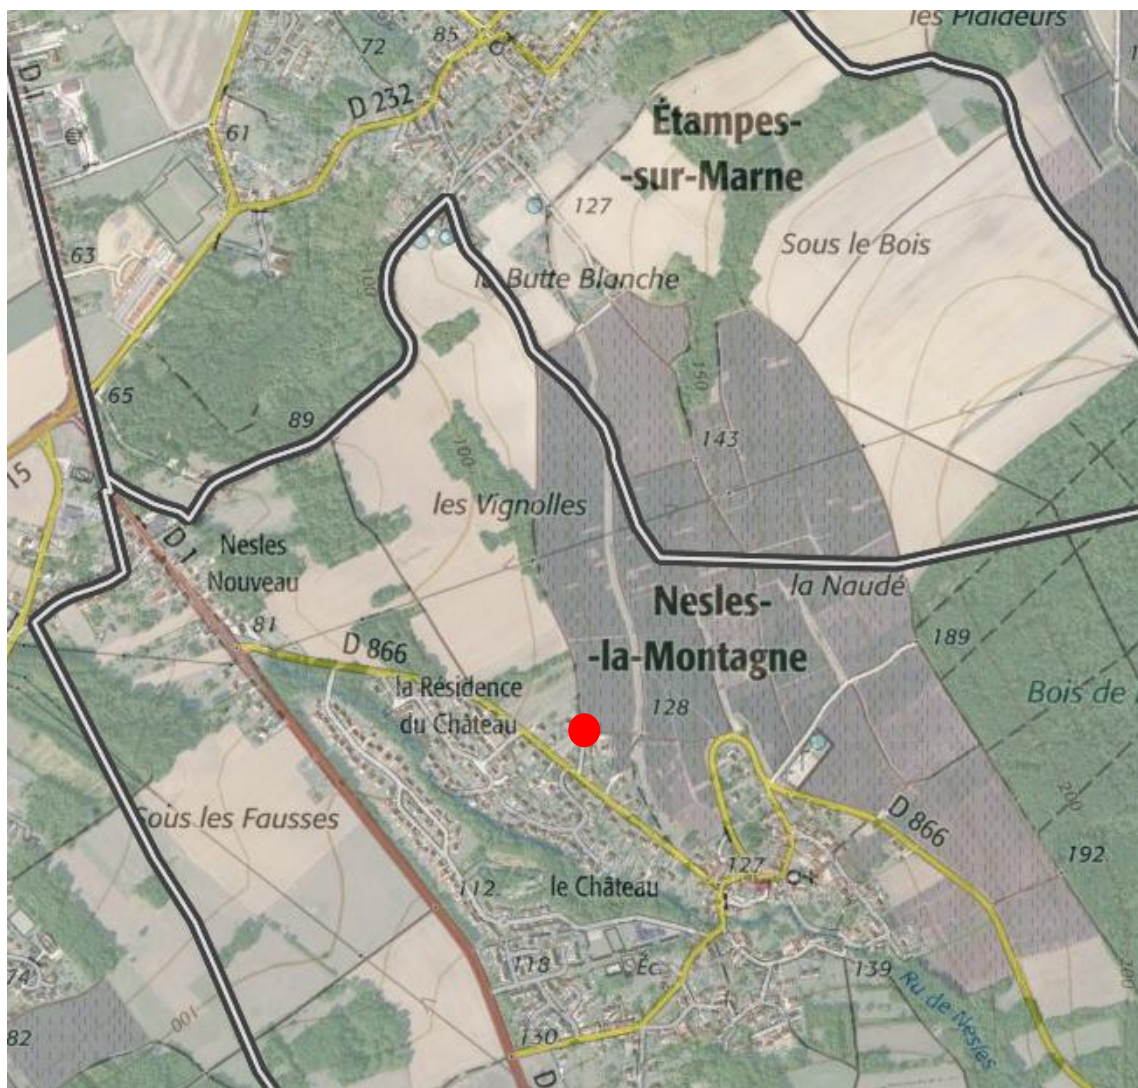 les Plaideurs
72
85
D 1
D 232
61
Étampes-
-sur-Marne
127
63
Sous le Bois
100
la Butte Blanche
65
150
89
143
15
100
les Vignolles
D 1
Nesles
Nouveau
la Naudé
Nesles-
-la-Montagne
81
189
D 866
la Résidence
du Château
128
Bois de
200
Sous les Fausses
D 866
192
127
le Château
112
118
Éc.
139
74
Ru de Nesles
100
82
130
D